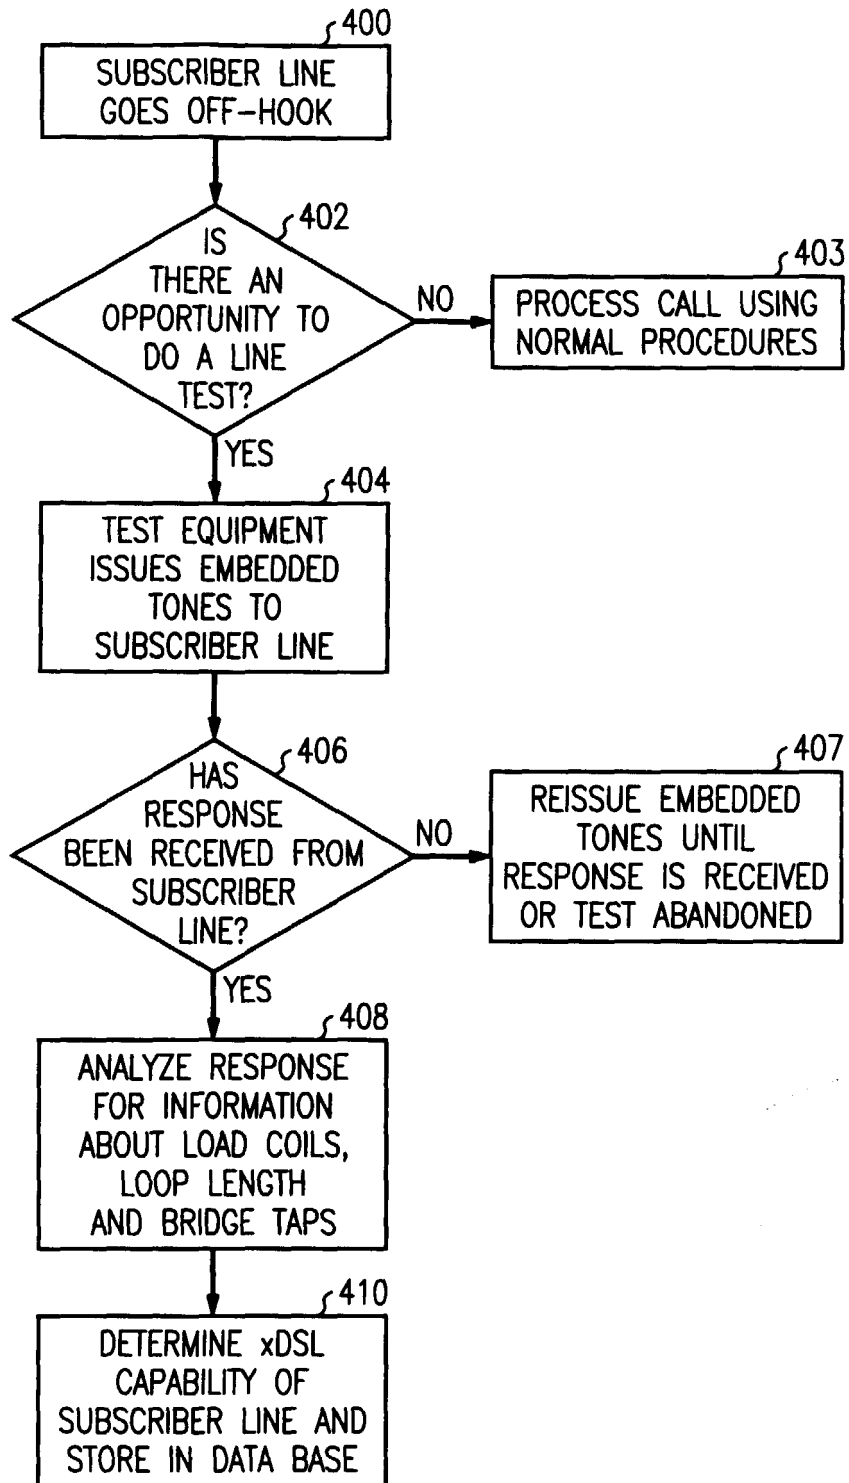 400
SUBSCRIBER LINE
GOES OFF-HOOK
402
IS
THERE AN
OPPORTUNITY TO
DO A LINE
TEST?
NO
403
PROCESS CALL USING
NORMAL PROCEDURES
YES
404
TEST EQUIPMENT
ISSUES EMBEDDED
TONES TO
SUBSCRIBER LINE
406
HAS
RESPONSE
BEEN RECEIVED FROM
SUBSCRIBER
LINE?
NO
407
REISSUE EMBEDDED
TONES UNTIL
RESPONSE IS RECEIVED
OR TEST ABANDONED
YES
408
ANALYZE RESPONSE
FOR INFORMATION
ABOUT LOAD COILS,
LOOP LENGTH
AND BRIDGE TAPS
410
DETERMINE xDSL
CAPABILITY OF
SUBSCRIBER LINE AND
STORE IN DATA BASE